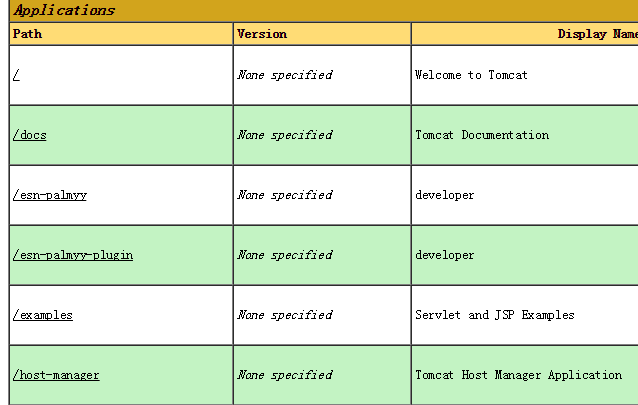 Applications
Path Version Display Name
/ None specified Welcome to Tomcat
/docs None specified Tomcat Documentation
/esn-palmyy None specified developer
/esn-palmyy-plugin None specified developer
/examples None specified Servlet and JSP Examples
/host-manager None specified Tomcat Host Manager Application